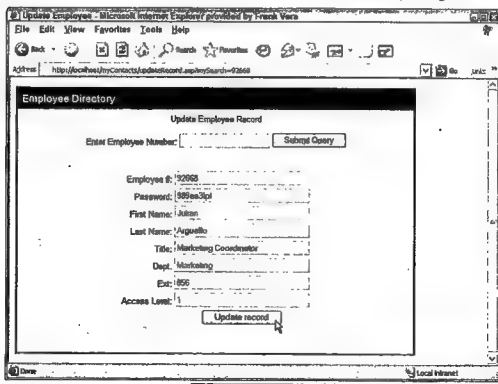 Update Employee - Microsoft Internet Explorer provided by Frank Vera
File Edit View Favorites Tools Help
Back Search Favorites
Address http://localhost/myContacts/updateRecord.asp?mySearch=92668 Go Links »
Employee Directory
Update Employee Record
Enter Employee Number: Submit Query
Employee #: 92668
Password:
First Name: Julian
Last Name: Arguello
Title: Marketing Coordinator
Dept. Marketing
Ext: 856
Access Level: 1
Update record
Done Local intranet